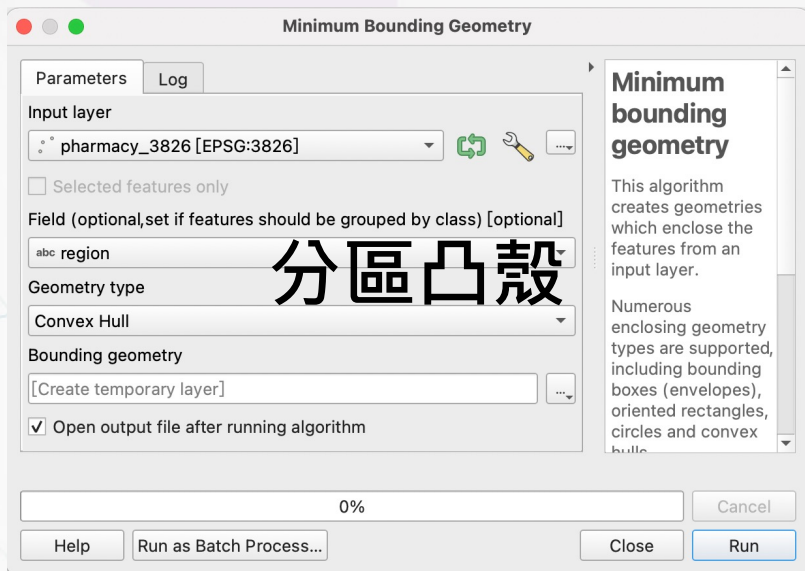 Minimum Bounding Geometry
Parameters
Log
Input layer
pharmacy_3826 [EPSG:3826]
...
Selected features only
Field (optional,set if features should be grouped by class) [optional]
abc region
分區凸殼
Geometry type
Convex Hull
Bounding geometry
[Create temporary layer]
...
Open output file after running algorithm
Minimum
bounding
geometry
This algorithm
creates geometries
which enclose the
features from an
input layer.
Numerous
enclosing geometry
types are supported,
including bounding
boxes (envelopes),
oriented rectangles,
circles and convex
hulls.
0%
Cancel
Help
Run as Batch Process...
Close
Run